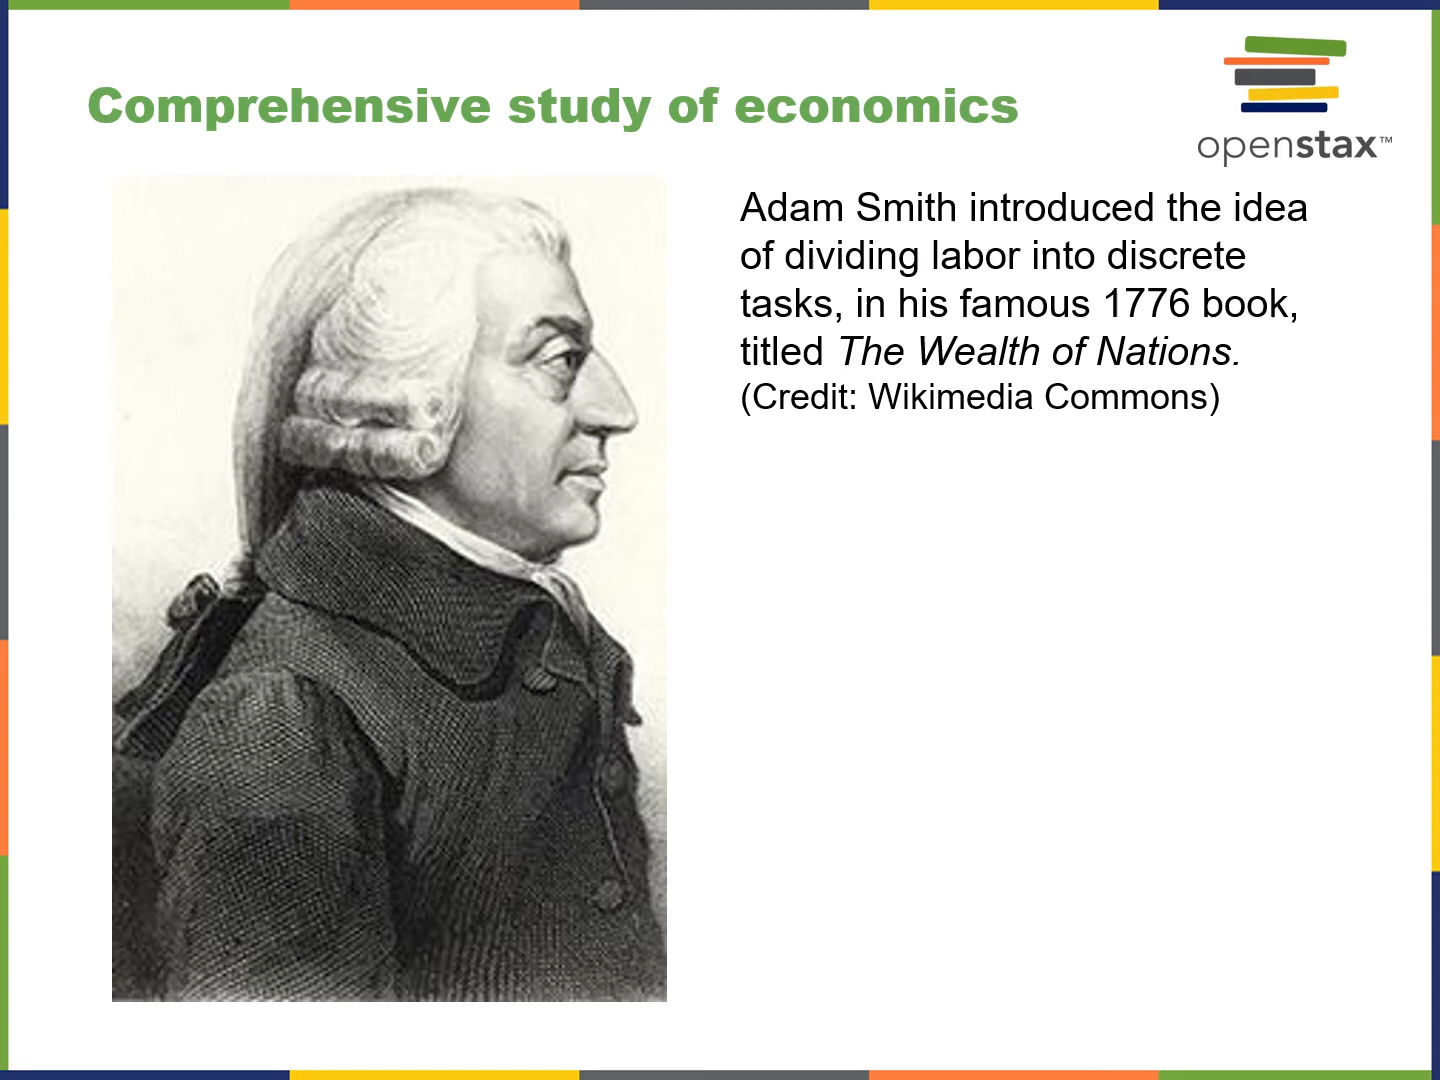 Comprehensive study of economics
openstax™
Adam Smith introduced the idea
of dividing labor into discrete
tasks, in his famous 1776 book,
titled The Wealth of Nations.
(Credit: Wikimedia Commons)